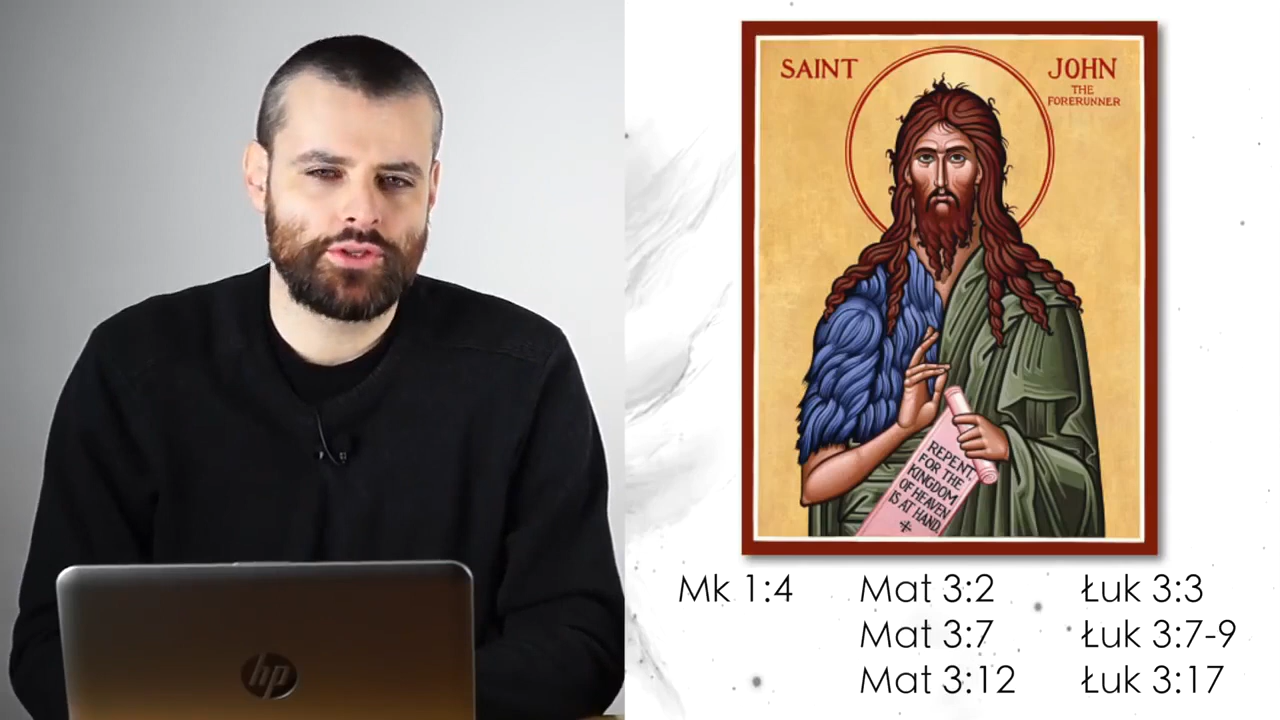 SAINT
JOHN
THE
FORERUNNER
REPENT,
FOR THE
KINGDOM
OF HEAVEN
IS AT HAND.
hp
Mk 1:4 Mat 3:2 Łuk 3:3
Mat 3:7 Łuk 3:7-9
Mat 3:12 Łuk 3:17